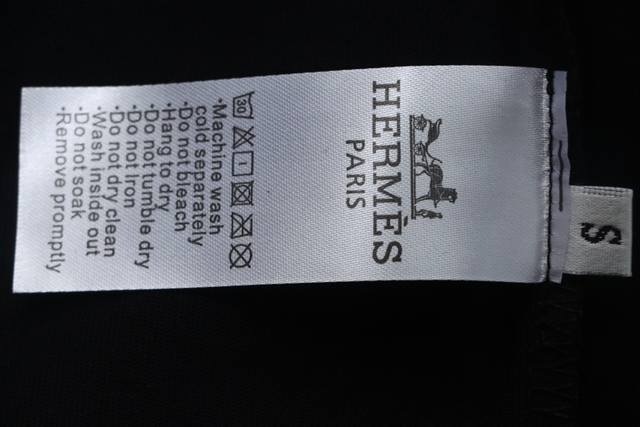 S
HERMÈS
PARIS
30
·Machine wash
cold separately
·Do not bleach
·Hang to dry
·Do not tumble dry
·Do not Iron
·Do not dry clean
·Wash inside out
·Do not soak
·Remove promptly